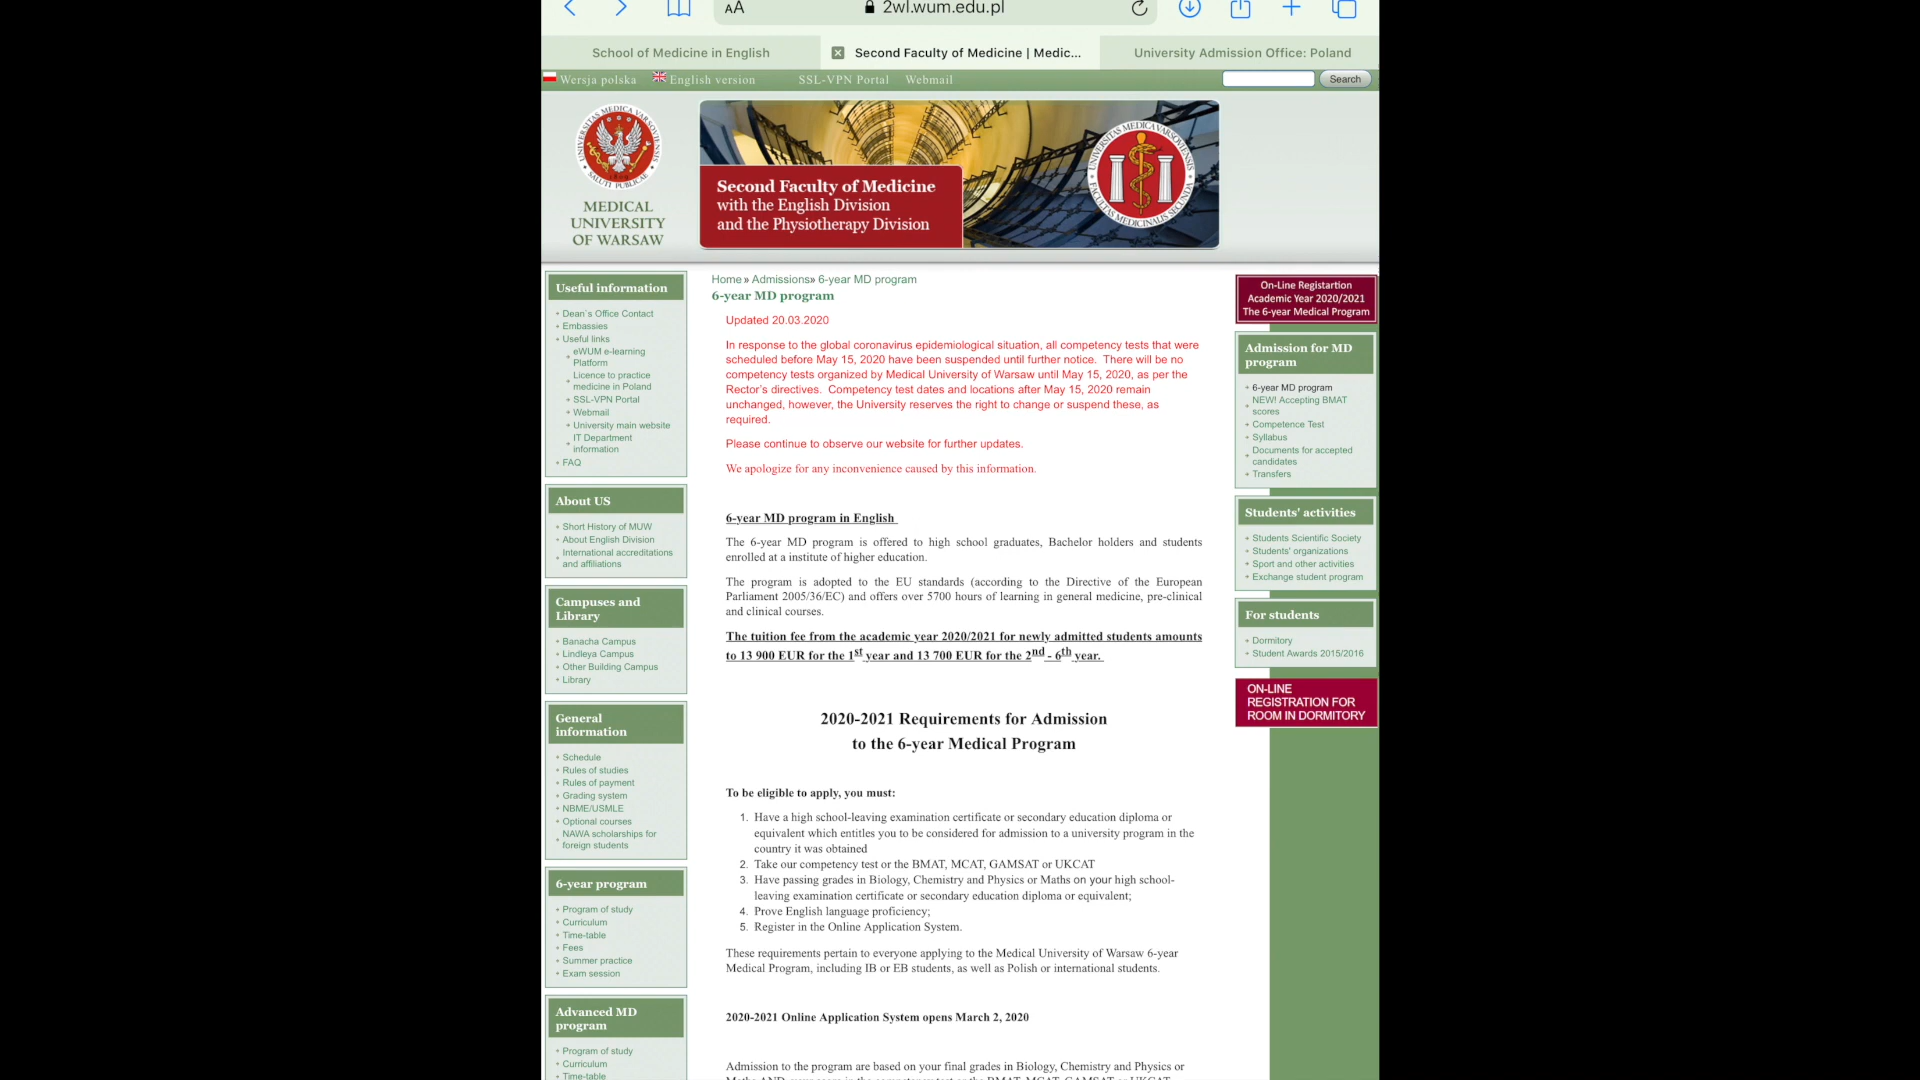 AA
2wl.wum.edu.pl
School of Medicine in English
Second Faculty of Medicine | Medic...
University Admission Office: Poland
Wersja polska
English version
SSL-VPN Portal
Webmail
Search
MEDICAL
UNIVERSITY
OF WARSAW
Second Faculty of Medicine
with the English Division
and the Physiotherapy Division
Useful information
Dean`s Office Contact
Embassies
Useful links
eWUM e-learning
Platform
Licence to practice
medicine in Poland
SSL-VPN Portal
Webmail
University main website
IT Department
information
FAQ
About US
Short History of MUW
About English Division
International accreditations
and affiliations
Campuses and
Library
Banacha Campus
Lindleya Campus
Other Building Campus
Library
General
information
Schedule
Rules of studies
Rules of payment
Grading system
NBME/USMLE
Optional courses
NAWA scholarships for
foreign students
6-year program
Program of study
Curriculum
Time-table
Fees
Summer practice
Exam session
Advanced MD
program
Program of study
Curriculum
Time-table
Home» Admissions» 6-year MD program
6-year MD program
Updated 20.03.2020
In response to the global coronavirus epidemiological situation, all competency tests that were
scheduled before May 15, 2020 have been suspended until further notice. There will be no
competency tests organized by Medical University of Warsaw until May 15, 2020, as per the
Rector's directives. Competency test dates and locations after May 15, 2020 remain
unchanged, however, the University reserves the right to change or suspend these, as
required.
Please continue to observe our website for further updates.
We apologize for any inconvenience caused by this information.
6-year MD program in English
The 6-year MD program is offered to high school graduates, Bachelor holders and students
enrolled at a institute of higher education.
The program is adopted to the EU standards (according to the Directive of the European
Parliament 2005/36/EC) and offers over 5700 hours of learning in general medicine, pre-clinical
and clinical courses.
The tuition fee from the academic year 2020/2021 for newly admitted students amounts
to 13 900 EUR for the 1st year and 13 700 EUR for the 2nd - 6th year.
2020-2021 Requirements for Admission
to the 6-year Medical Program
To be eligible to apply, you must:
1. Have a high school-leaving examination certificate or secondary education diploma or
equivalent which entitles you to be considered for admission to a university program in the
country it was obtained
2. Take our competency test or the BMAT, MCAT, GAMSAT or UKCAT
3. Have passing grades in Biology, Chemistry and Physics or Maths on your high school-
leaving examination certificate or secondary education diploma or equivalent;
4. Prove English language proficiency;
5. Register in the Online Application System.
These requirements pertain to everyone applying to the Medical University of Warsaw 6-year
Medical Program, including IB or EB students, as well as Polish or international students.
2020-2021 Online Application System opens March 2, 2020
Admission to the program are based on your final grades in Biology, Chemistry and Physics or
On-Line Registartion
Academic Year 2020/2021
The 6-year Medical Program
Admission for MD
program
6-year MD program
NEW! Accepting BMAT
scores
Competence Test
Syllabus
Documents for accepted
candidates
Transfers
Students' activities
Students Scientific Society
Students' organizations
Sport and other activities
Exchange student program
For students
Dormitory
Student Awards 2015/2016
ON-LINE
REGISTRATION FOR
ROOM IN DORMITORY